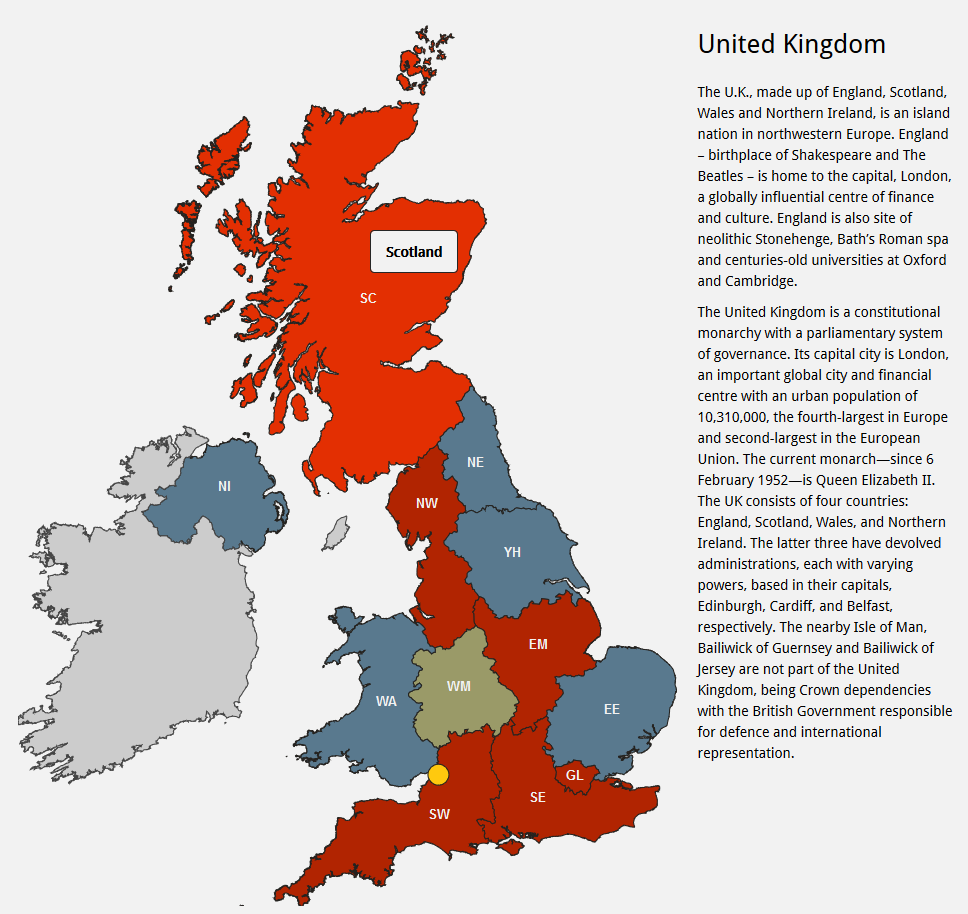 United Kingdom
The U.K., made up of England, Scotland,
Wales and Northern Ireland, is an island
nation in northwestern Europe. England
– birthplace of Shakespeare and The
Beatles – is home to the capital, London,
a globally influential centre of finance
and culture. England is also site of
neolithic Stonehenge, Bath's Roman spa
and centuries-old universities at Oxford
and Cambridge.
The United Kingdom is a constitutional
monarchy with a parliamentary system
of governance. Its capital city is London,
an important global city and financial
centre with an urban population of
10,310,000, the fourth-largest in Europe
and second-largest in the European
Union. The current monarch—since 6
February 1952—is Queen Elizabeth II.
The UK consists of four countries:
England, Scotland, Wales, and Northern
Ireland. The latter three have devolved
administrations, each with varying
powers, based in their capitals,
Edinburgh, Cardiff, and Belfast,
respectively. The nearby Isle of Man,
Bailiwick of Guernsey and Bailiwick of
Jersey are not part of the United
Kingdom, being Crown dependencies
with the British Government responsible
for defence and international
representation.
Scotland
SC
NE
NI
NW
YH
EM
WM
WA
EE
GL
SE
SW